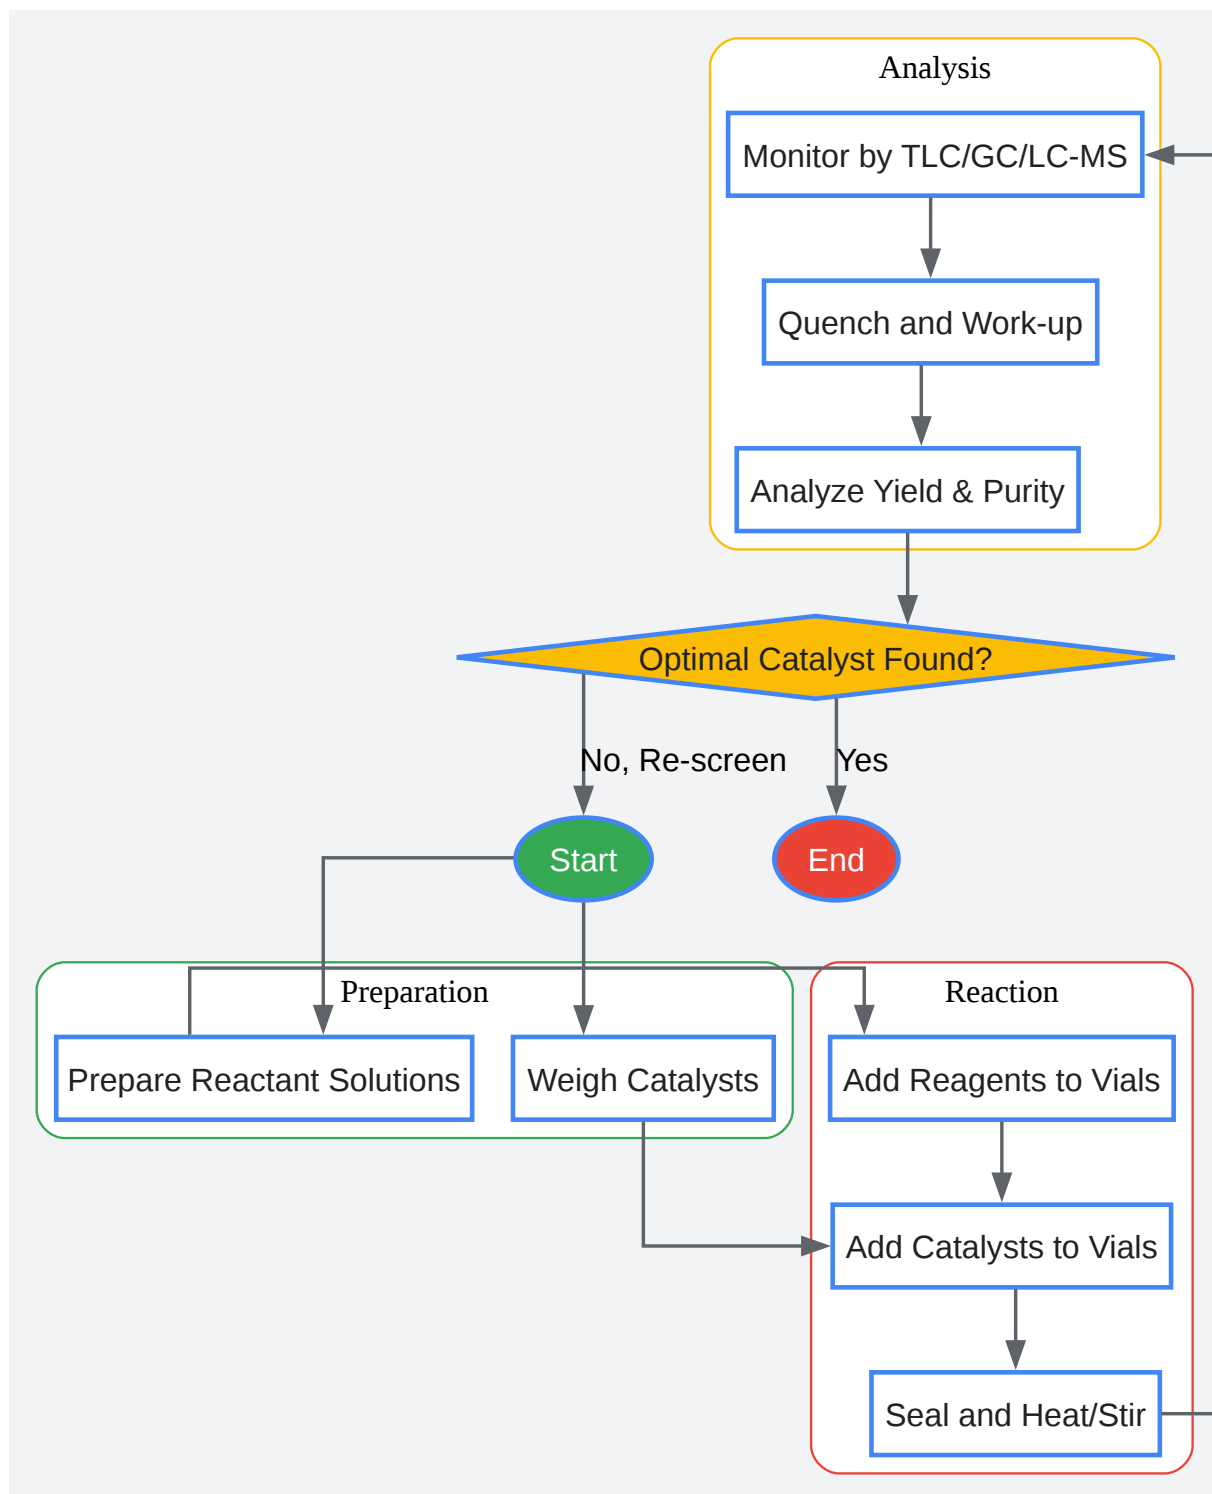 Analysis
Monitor by TLC/GC/LC-MS
Quench and Work-up
Analyze Yield & Purity
Optimal Catalyst Found?
No, Re-screen
Yes
Start
End
Preparation
Reaction
Prepare Reactant Solutions
Weigh Catalysts
Add Reagents to Vials
Add Catalysts to Vials
Seal and Heat/Stir